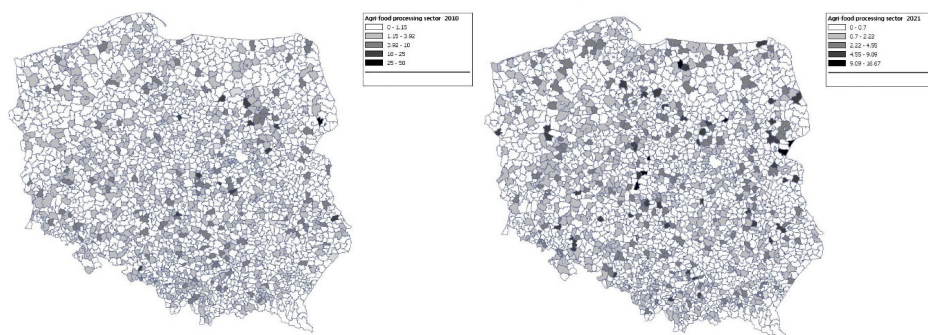 Agri-food processing sector 2010
0 - 1.15
1.15 - 3.92
3.92 - 10
10 - 25
25 - 50
Agri-food processing sector 2021
0 - 0.7
0.7 - 2.22
2.22 - 4.55
4.55 - 9.09
9.09 - 16.67